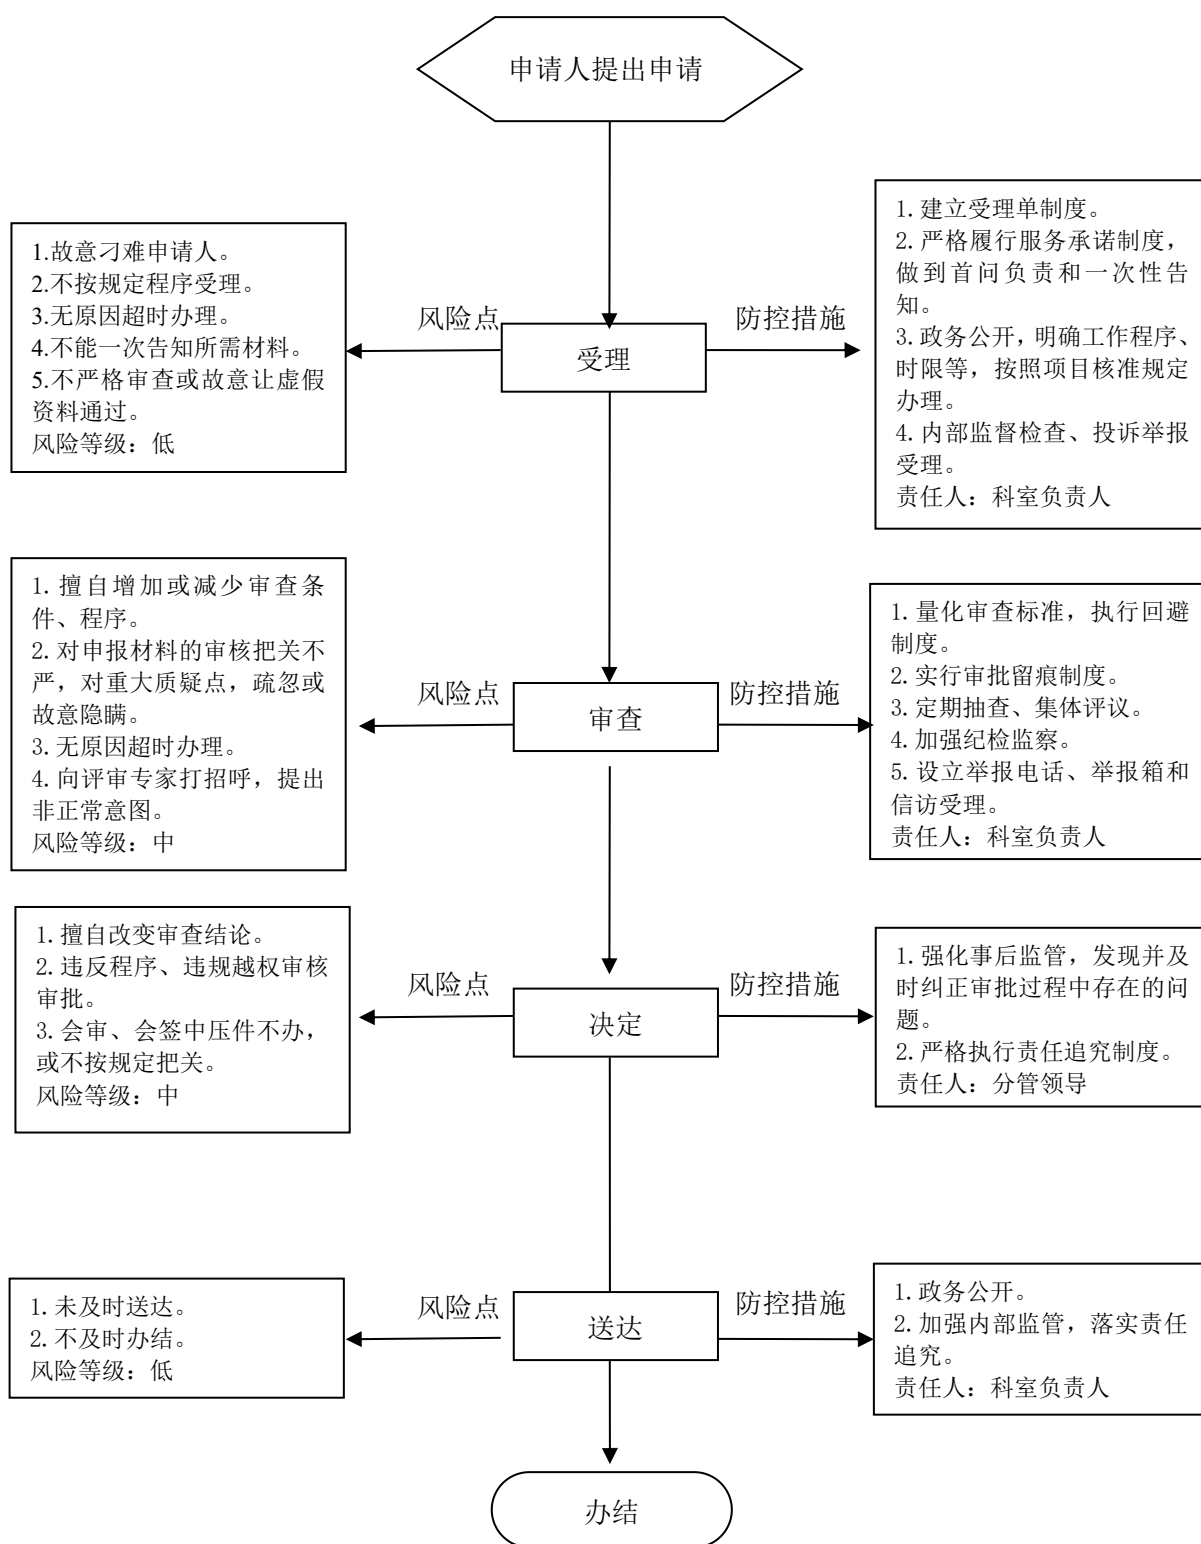 申请人提出申请
1.故意刁难申请人。
2.不按规定程序受理。
3.无原因超时办理。
4.不能一次告知所需材料。
5.不严格审查或故意让虚假
资料通过。
风险等级：低
风险点
受理
防控措施
1.建立受理单制度。
2.严格履行服务承诺制度，
做到首问负责和一次性告
知。
3.政务公开，明确工作程序、
时限等，按照项目核准规定
办理。
4.内部监督检查、投诉举报
受理。
责任人：科室负责人
1.擅自增加或减少审查条
件、程序。
2.对申报材料的审核把关不
严，对重大质疑点，疏忽或
故意隐瞒。
3.无原因超时办理。
4.向评审专家打招呼，提出
非正常意图。
风险等级：中
风险点
审查
防控措施
1.量化审查标准，执行回避
制度。
2.实行审批留痕制度。
3.定期抽查、集体评议。
4.加强纪检监察。
5.设立举报电话、举报箱和
信访受理。
责任人：科室负责人
1.擅自改变审查结论。
2.违反程序、违规越权审核
审批。
3.会审、会签中压件不办，
或不按规定把关。
风险等级：中
风险点
决定
防控措施
1.强化事后监管，发现并及
时纠正审批过程中存在的问
题。
2.严格执行责任追究制度。
责任人：分管领导
1.未及时送达。
2.不及时办结。
风险等级：低
风险点
送达
防控措施
1.政务公开。
2.加强内部监管，落实责任
追究。
责任人：科室负责人
办结